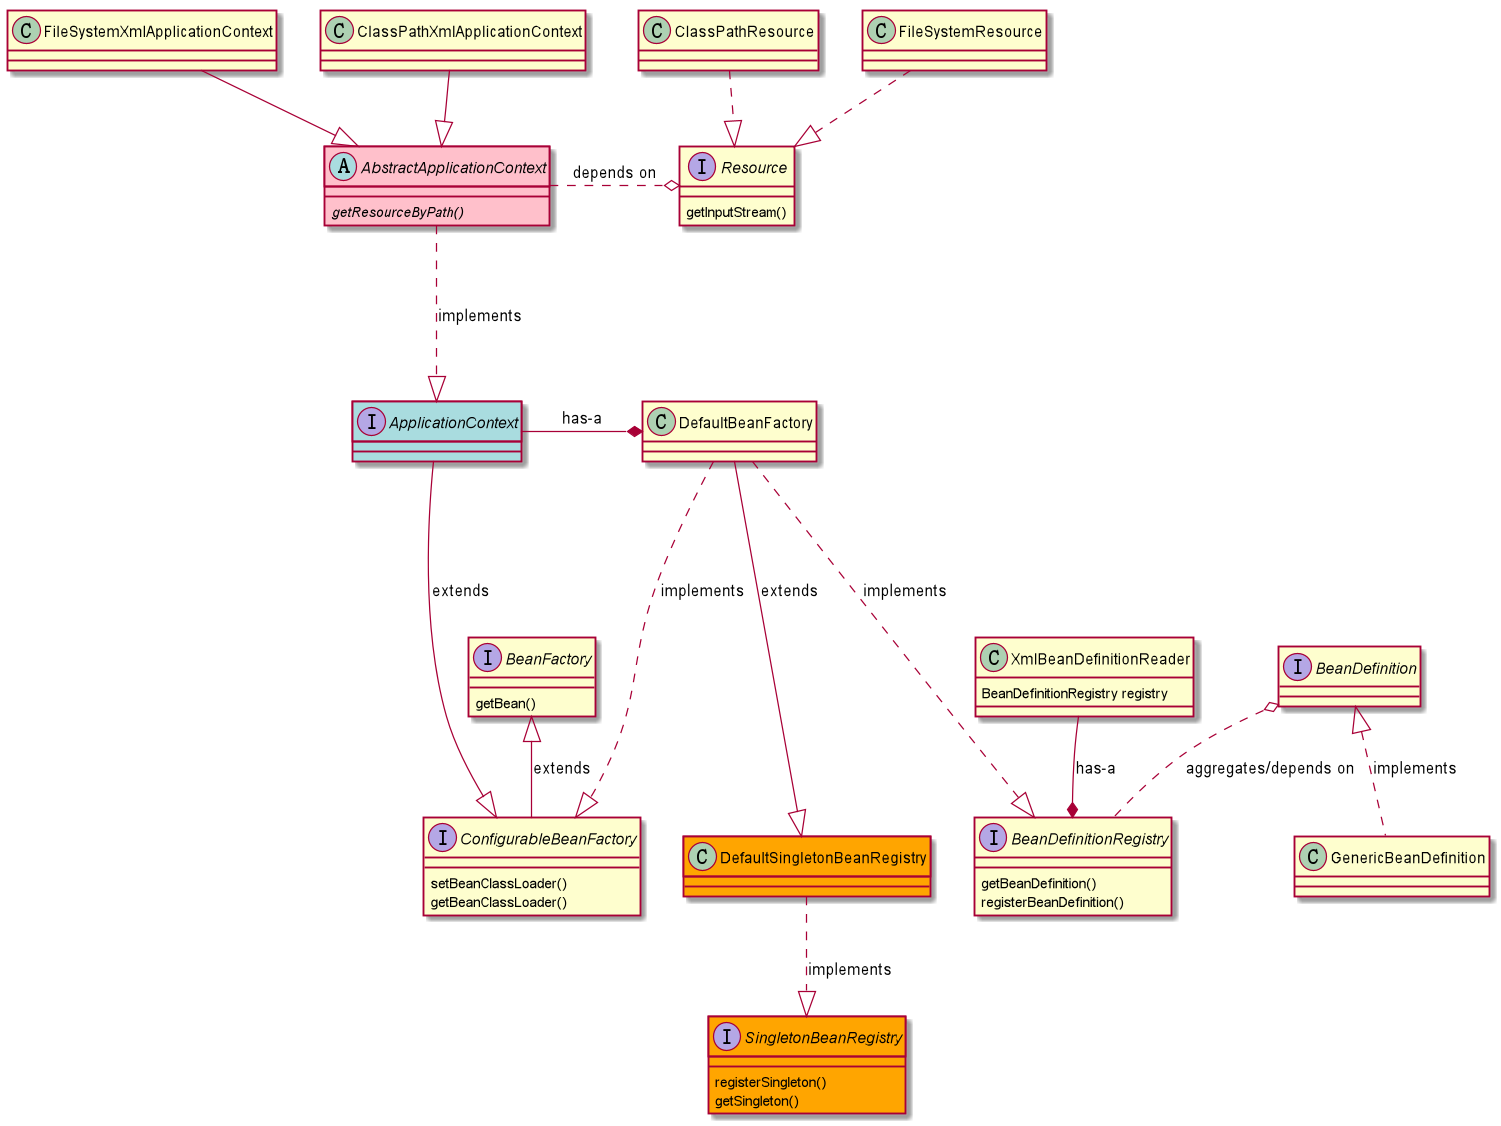 C FileSystemXmlApplicationContext
C ClassPathXmlApplicationContext
C ClassPathResource
C FileSystemResource
A AbstractApplicationContext
getResourceByPath()
depends on
I Resource
getInputStream()
implements
I ApplicationContext
has-a
C DefaultBeanFactory
extends
implements
extends
implements
I BeanFactory
getBean()
C XmlBeanDefinitionReader
BeanDefinitionRegistry registry
I BeanDefinition
extends
has-a
aggregates/depends on
implements
I ConfigurableBeanFactory
setBeanClassLoader()
getBeanClassLoader()
C DefaultSingletonBeanRegistry
I BeanDefinitionRegistry
getBeanDefinition()
registerBeanDefinition()
C GenericBeanDefinition
implements
I SingletonBeanRegistry
registerSingleton()
getSingleton()